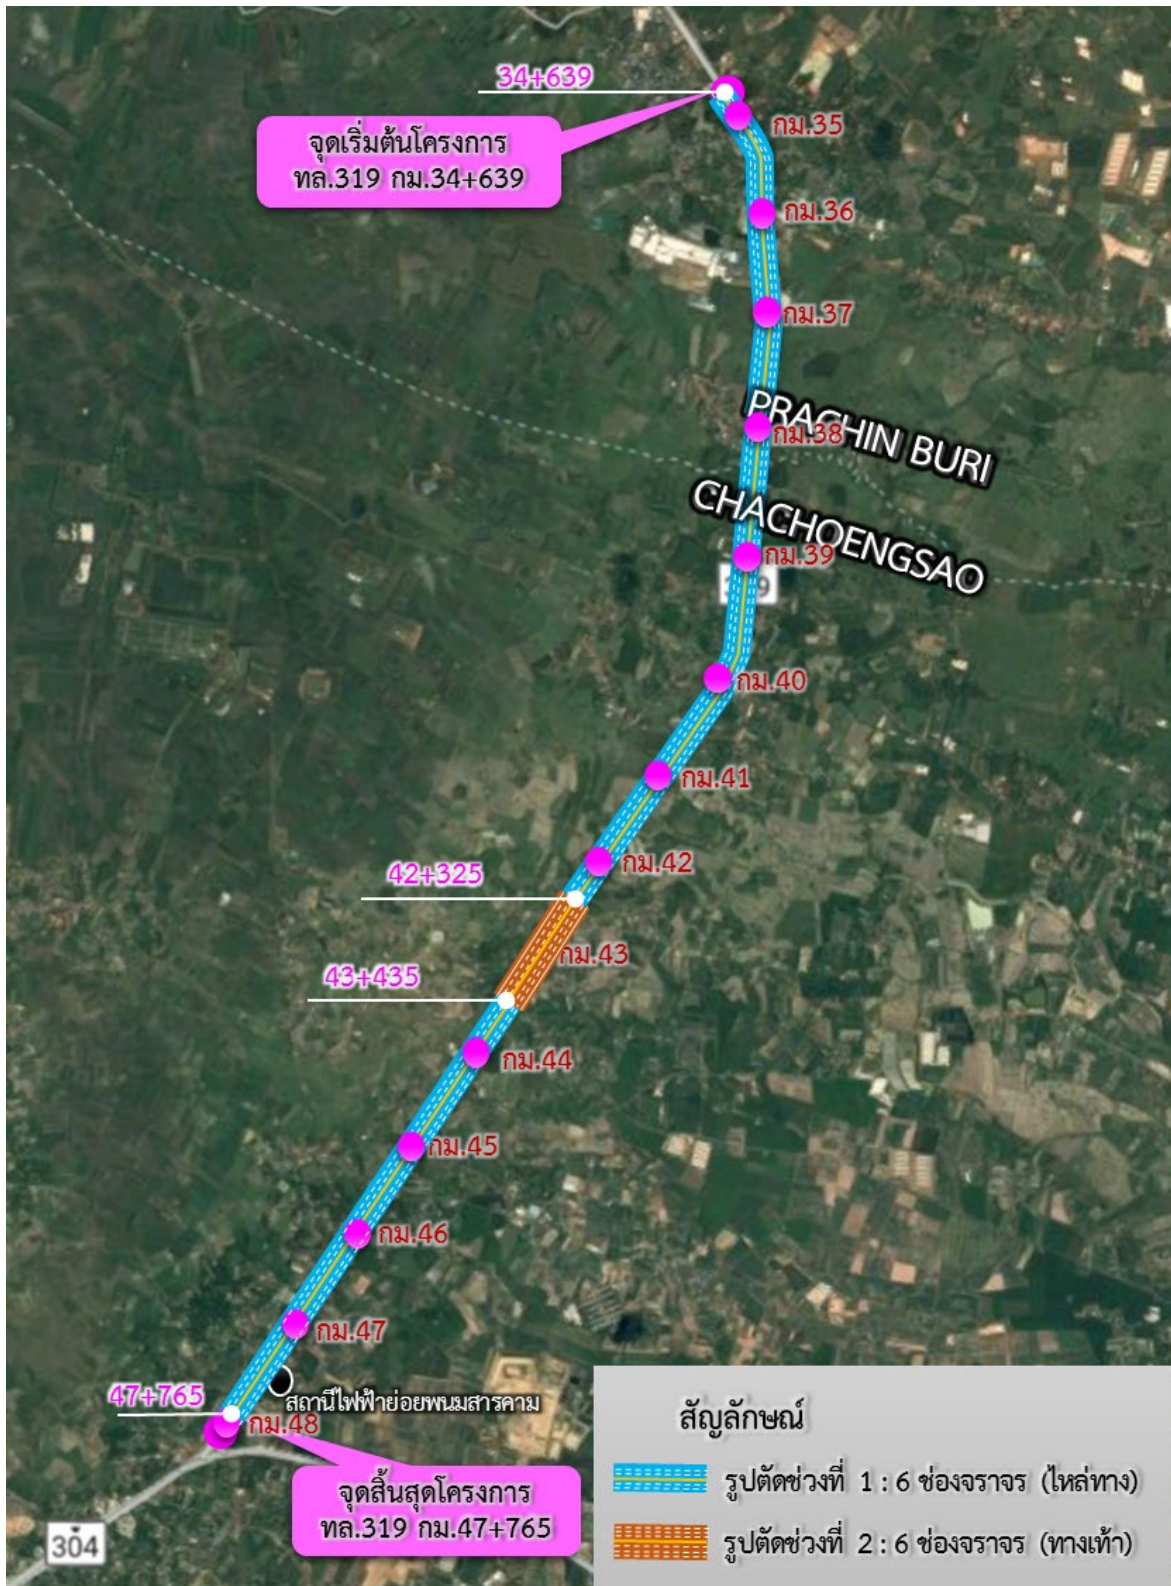 34+639
กม.35
จุดเริ่มต้นโครงการ
ทล.319 กม.34+639
กม.36
กม.37
PRACHIN BURI
กม.38
CHACHOENGSAO
กม.39
กม.40
กม.41
กม.42
42+325
กม.43
43+435
กม.44
กม.45
กม.46
กม.47
สถานีไฟฟ้าย่อยพนมสารคาม
47+765
กม.48
จุดสิ้นสุดโครงการ
ทล.319 กม.47+765
304
สัญลักษณ์
รูปตัดช่วงที่ 1 : 6 ช่องจราจร (ไหล่ทาง)
รูปตัดช่วงที่ 2 : 6 ช่องจราจร (ทางเท้า)